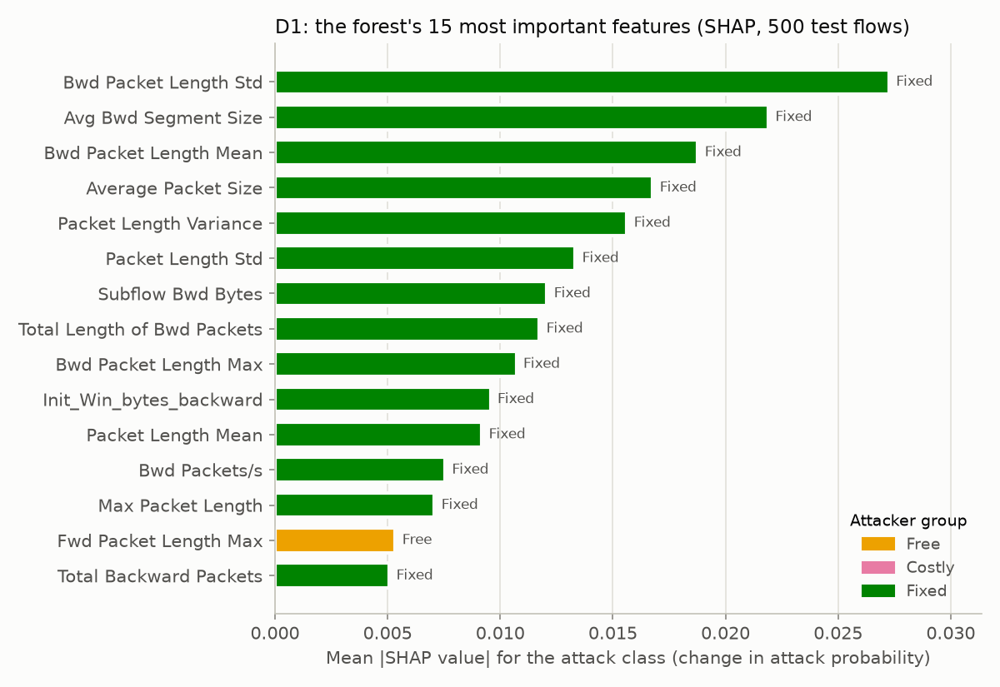 D1: the forest's 15 most important features (SHAP, 500 test flows)
Bwd Packet Length Std Fixed
Avg Bwd Segment Size Fixed
Bwd Packet Length Mean Fixed
Average Packet Size Fixed
Packet Length Variance Fixed
Packet Length Std Fixed
Subflow Bwd Bytes Fixed
Total Length of Bwd Packets Fixed
Bwd Packet Length Max Fixed
Init_Win_bytes_backward Fixed
Packet Length Mean Fixed
Bwd Packets/s Fixed
Max Packet Length Fixed
Fwd Packet Length Max Free
Total Backward Packets Fixed
Attacker group
Free
Costly
Fixed
0.000 0.005 0.010 0.015 0.020 0.025 0.030
Mean |SHAP value| for the attack class (change in attack probability)